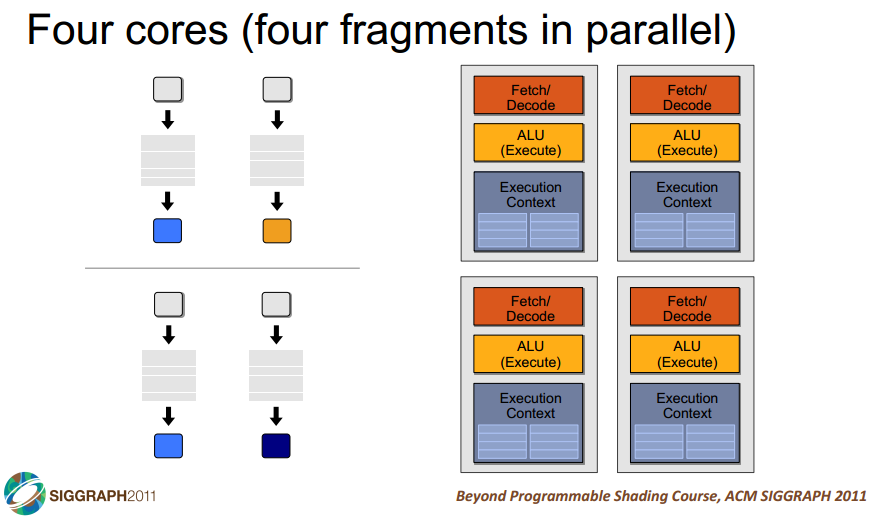 Four cores (four fragments in parallel)
Fetch/
Decode
ALU
(Execute)
Execution
Context
Fetch/
Decode
ALU
(Execute)
Execution
Context
Fetch/
Decode
ALU
(Execute)
Execution
Context
Fetch/
Decode
ALU
(Execute)
Execution
Context
SIGGRAPH2011
Beyond Programmable Shading Course, ACM SIGGRAPH 2011